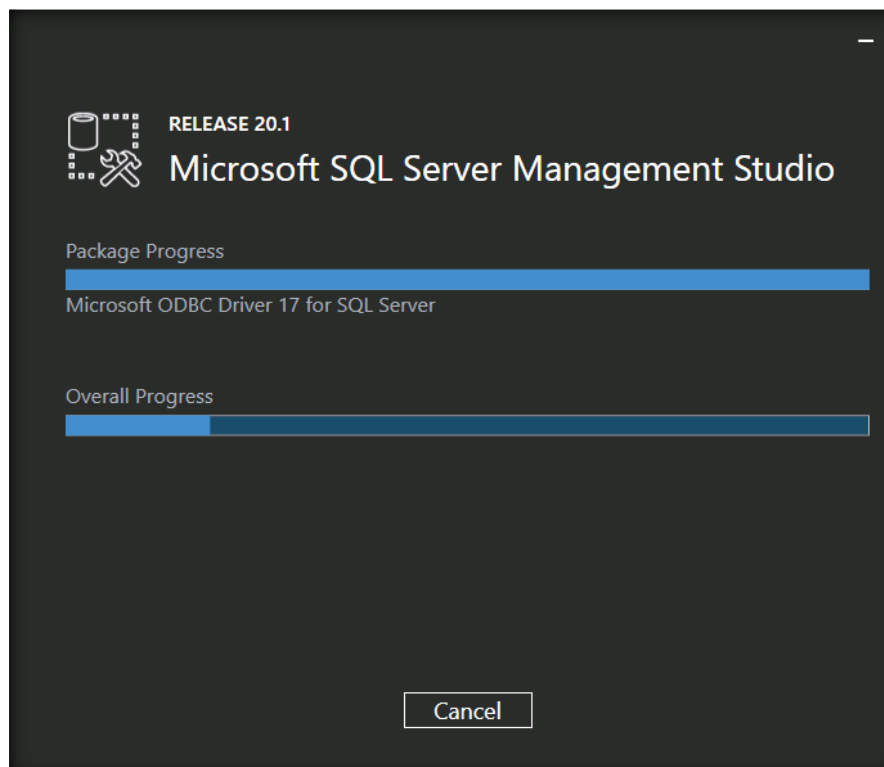 RELEASE 20.1
Microsoft SQL Server Management Studio
Package Progress
Microsoft ODBC Driver 17 for SQL Server
Overall Progress
Cancel